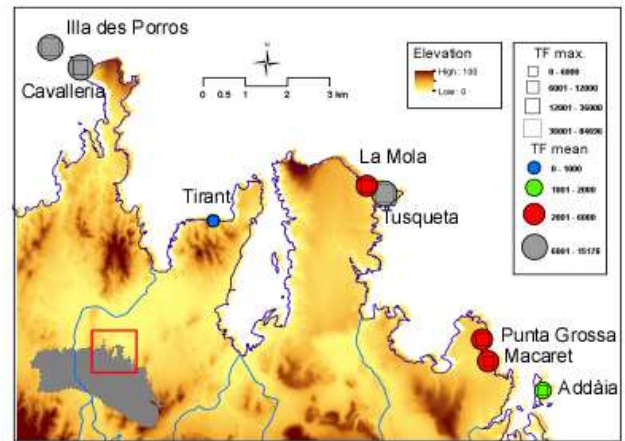 Illa des Porros
Cavalleria
N
0 0.5 1 2 3 km
Elevation
High : 100
Low : 0
TF max.
0 - 6000
6001 - 12000
12001 - 36000
36001 - 84696
TF mean
0 - 1000
1001 - 2000
2001 - 6000
6001 - 15176
La Mola
Tusqueta
Tirant
Punta Grossa
Macaret
Addàia